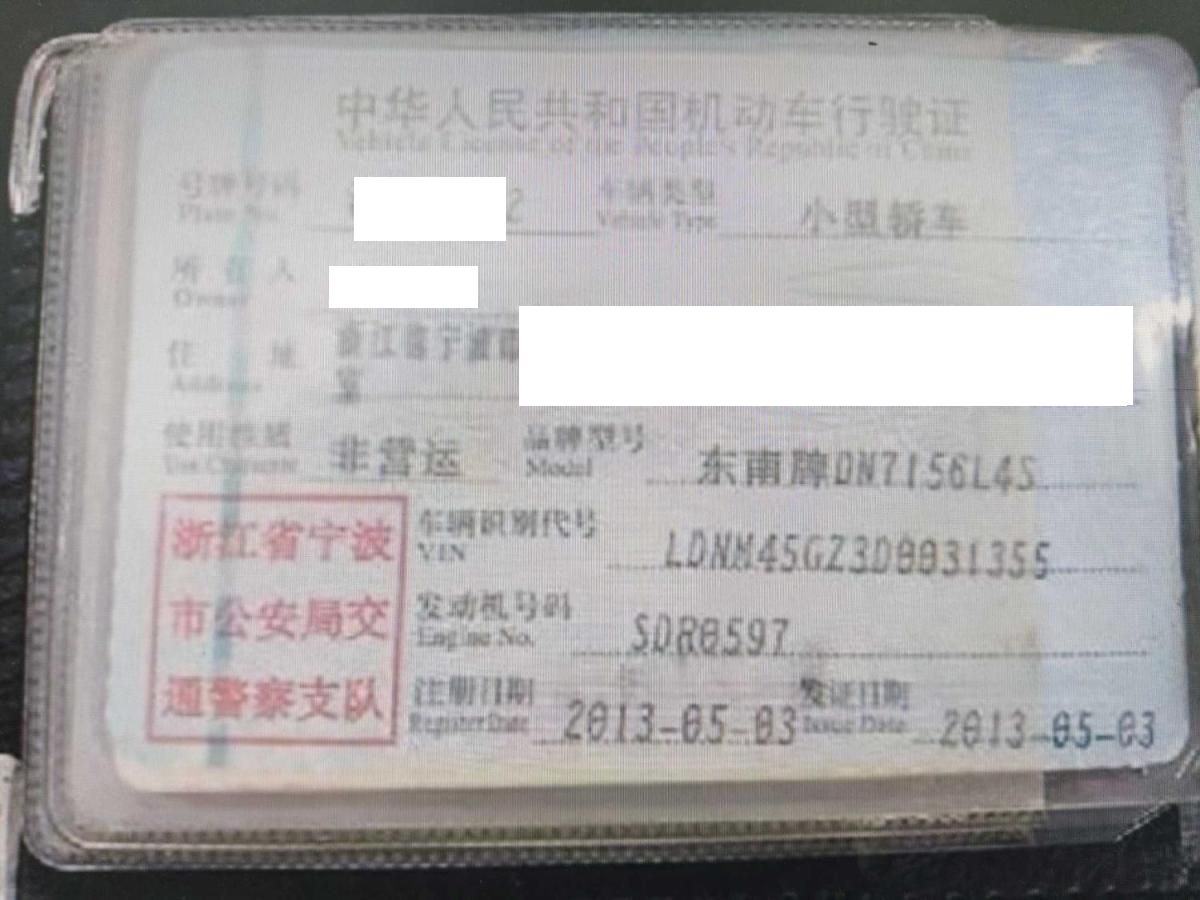 中华人民共和国机动车行驶证
Vehicle License of the People's Republic of China
号牌号码 2 车辆类型 小型轿车
Plate No. Vehicle Type
所有人
Owner
住址 浙江省宁波市
Address 室
使用性质 非营运 品牌型号 东南牌DN7156L4S
Use Character Model
浙江省宁波
市公安局交
通警察支队
车辆识别代号 LDNM45GZ3D0031355
VIN
发动机号码 SDR0597
Engine No.
注册日期 2013-05-03 发证日期 2013-05-03
Register Date Issue Date